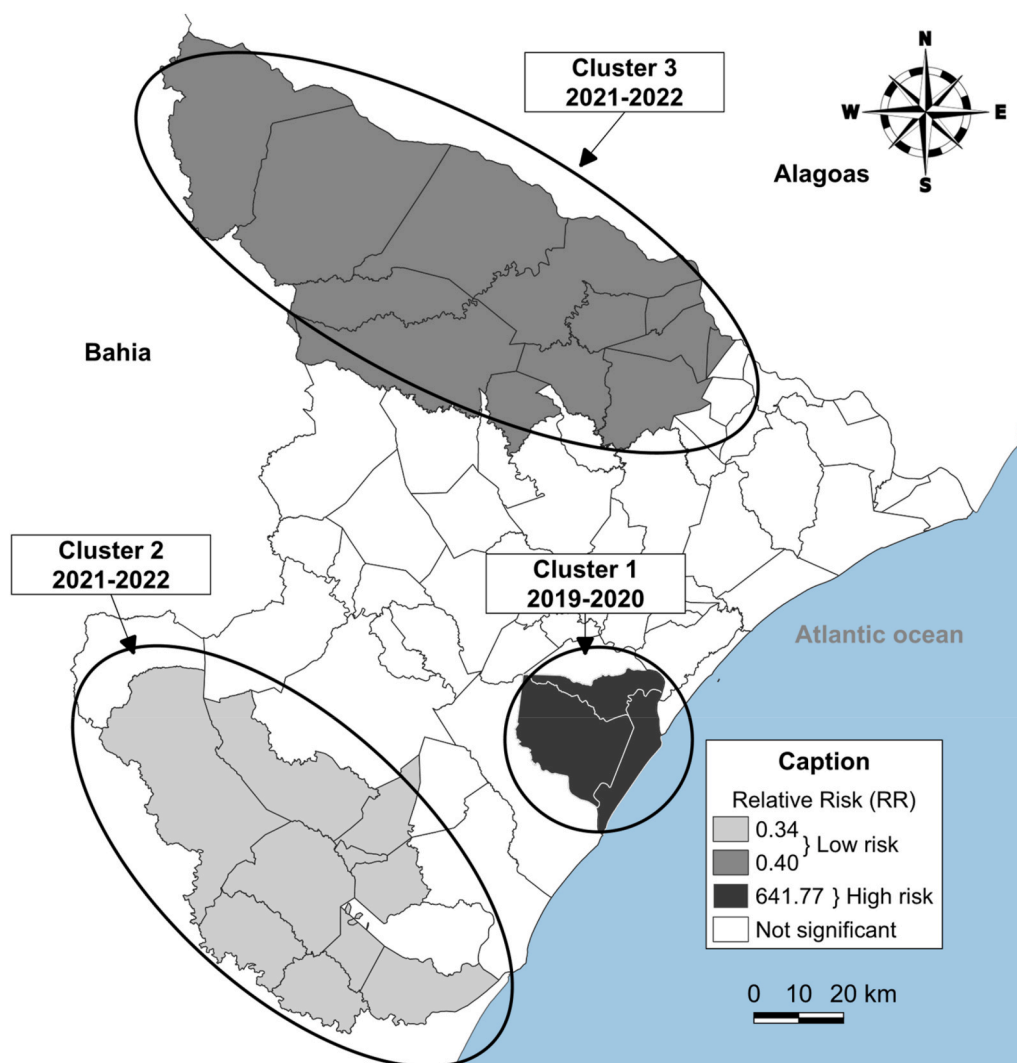 Cluster 3
2021-2022
N
W
E
S
Alagoas
Bahia
Cluster 2
2021-2022
Cluster 1
2019-2020
Atlantic ocean
Caption
Relative Risk (RR)
0.34
0.40
} Low risk
641.77 } High risk
Not significant
0 10 20 km